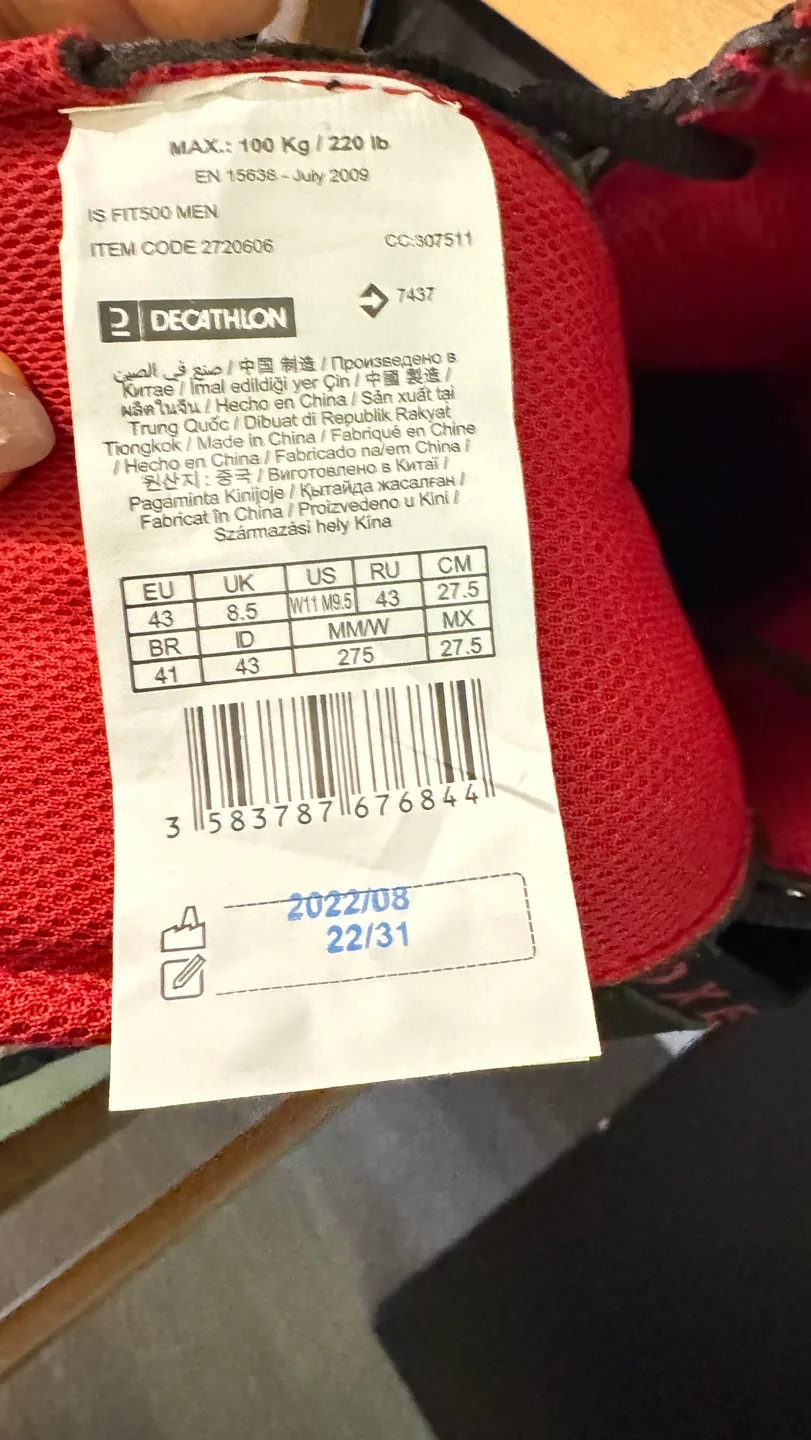 MAX.: 100 Kg / 220 lb
EN 15638 - July 2009
IS FIT500 MEN
ITEM CODE 2720606
CC:307511
7437
DECATHLON
صنع في الصين / 中国 制造 / Произведено в
Китае / İmal edildiği yer Çin / 中國 製造 /
ผลิตในจีน / Hecho en China / Sản xuất tại
Trung Quốc / Dibuat di Republik Rakyat
Tiongkok / Made in China / Fabriqué en Chine
/ Hecho en China / Fabricado na/em China /
원산지 : 중국 / Виготовлено в Китаї /
Pagaminta Kinijoje / Қытайда жасалған /
Fabricat în China / Proizvedeno u Kini /
Származási hely Kína
EU UK US RU CM
43 8.5 W11 M9.5 43 27.5
BR ID MM/W MX
41 43 275 27.5
3 583787 676844
2022/08
22/31